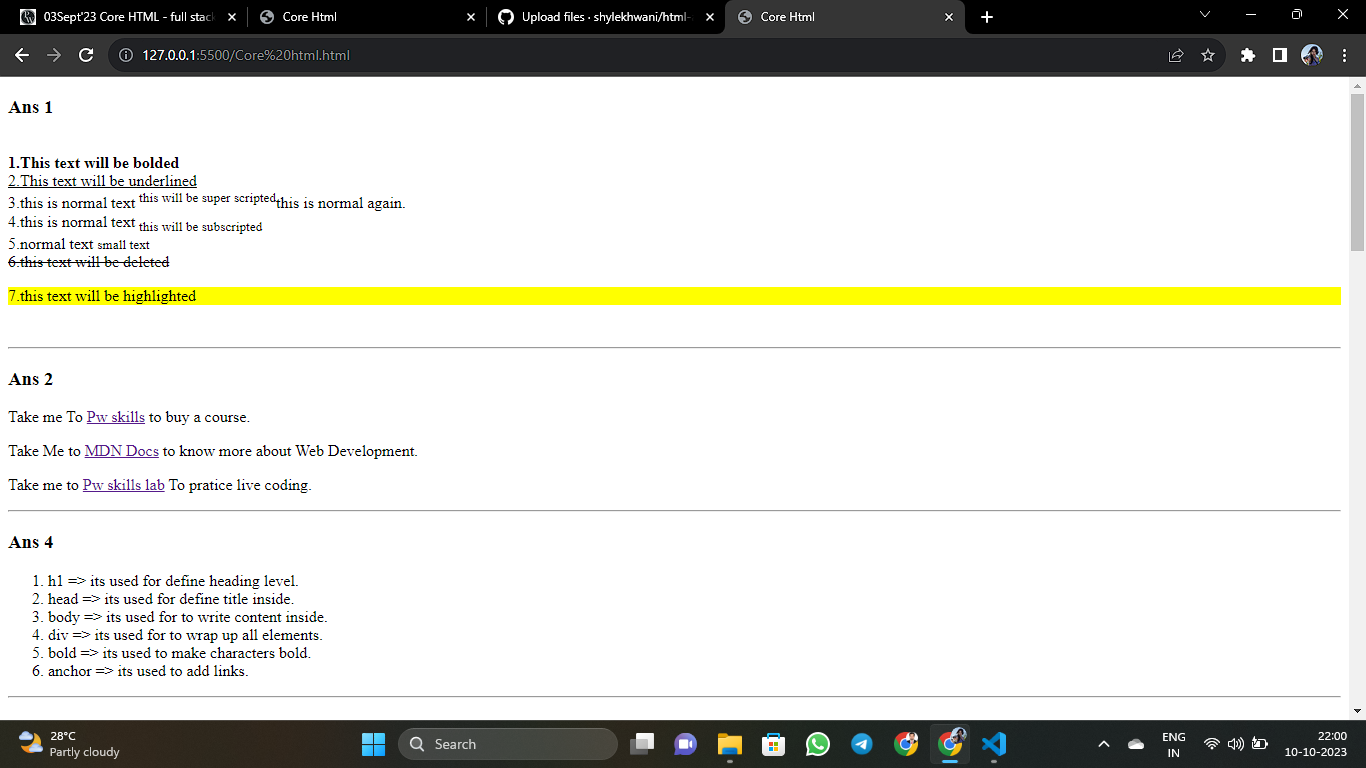 03Sept'23 Core HTML - full stac
Core Html
Upload files · shylekhwani/html-
Core Html
127.0.0.1:5500/Core%20html.html
Ans 1
1.This text will be bolded
2.This text will be underlined
3.this is normal text this will be super scriptedthis is normal again.
4.this is normal text this will be subscripted
5.normal text small text
6.this text will be deleted
7.this text will be highlighted
Ans 2
Take me To Pw skills to buy a course.
Take Me to MDN Docs to know more about Web Development.
Take me to Pw skills lab To pratice live coding.
Ans 4
1. h1 => its used for define heading level.
2. head => its used for define title inside.
3. body => its used for to write content inside.
4. div => its used for to wrap up all elements.
5. bold => its used to make characters bold.
6. anchor => its used to add links.
28°C
Partly cloudy
Search
ENG
IN
22:00
10-10-2023